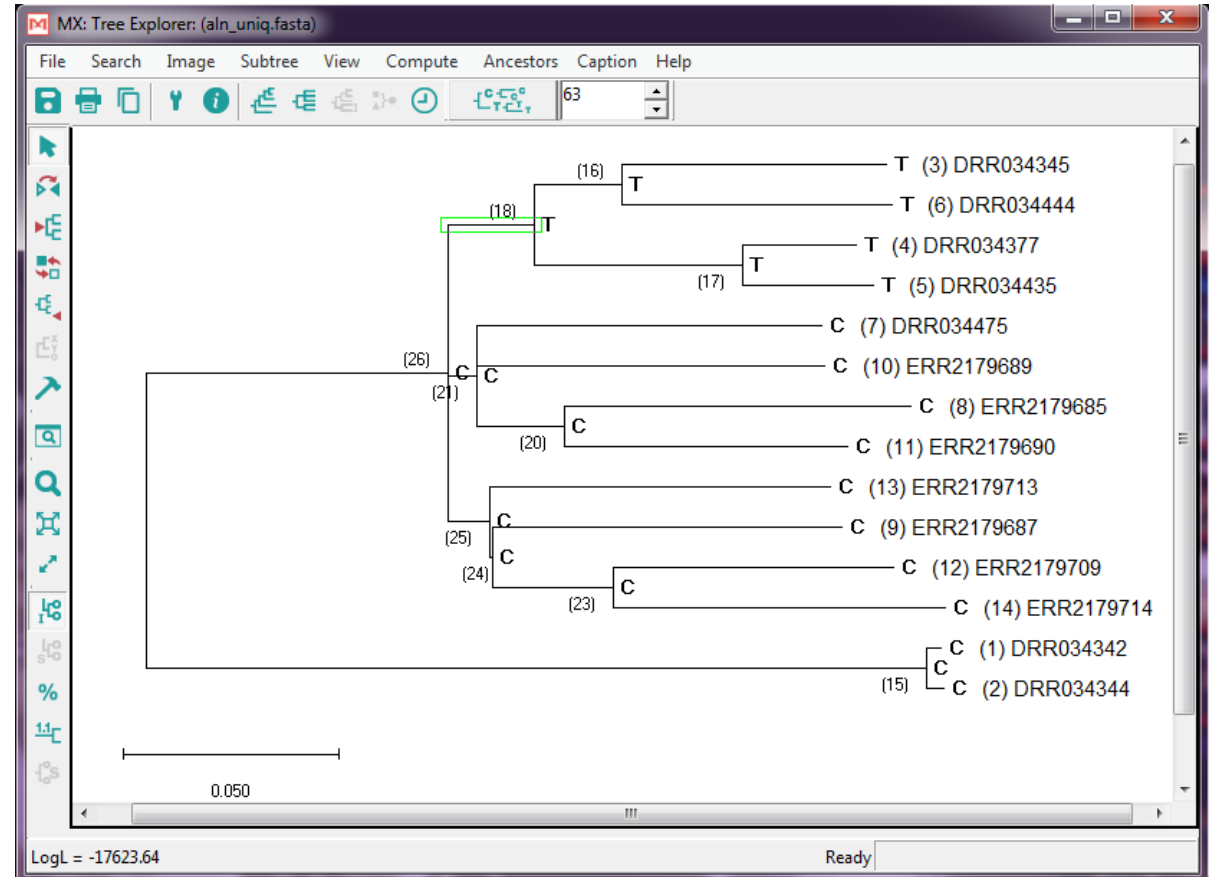 MX: Tree Explorer: (aln_uniq.fasta)
File Search Image Subtree View Compute Ancestors Caption Help
63
(16) T T (3) DRR034345
T (6) DRR034444
(18) T T (4) DRR034377
(17) T T (5) DRR034435
C (7) DRR034475
(26) C C (10) ERR2179689
(21) C (8) ERR2179685
(20) C C (11) ERR2179690
C (13) ERR2179713
(25) C C (9) ERR2179687
(24) C C (12) ERR2179709
(23) C C (14) ERR2179714
C (1) DRR034342
(15) C C (2) DRR034344
0.050
LogL = -17623.64 Ready